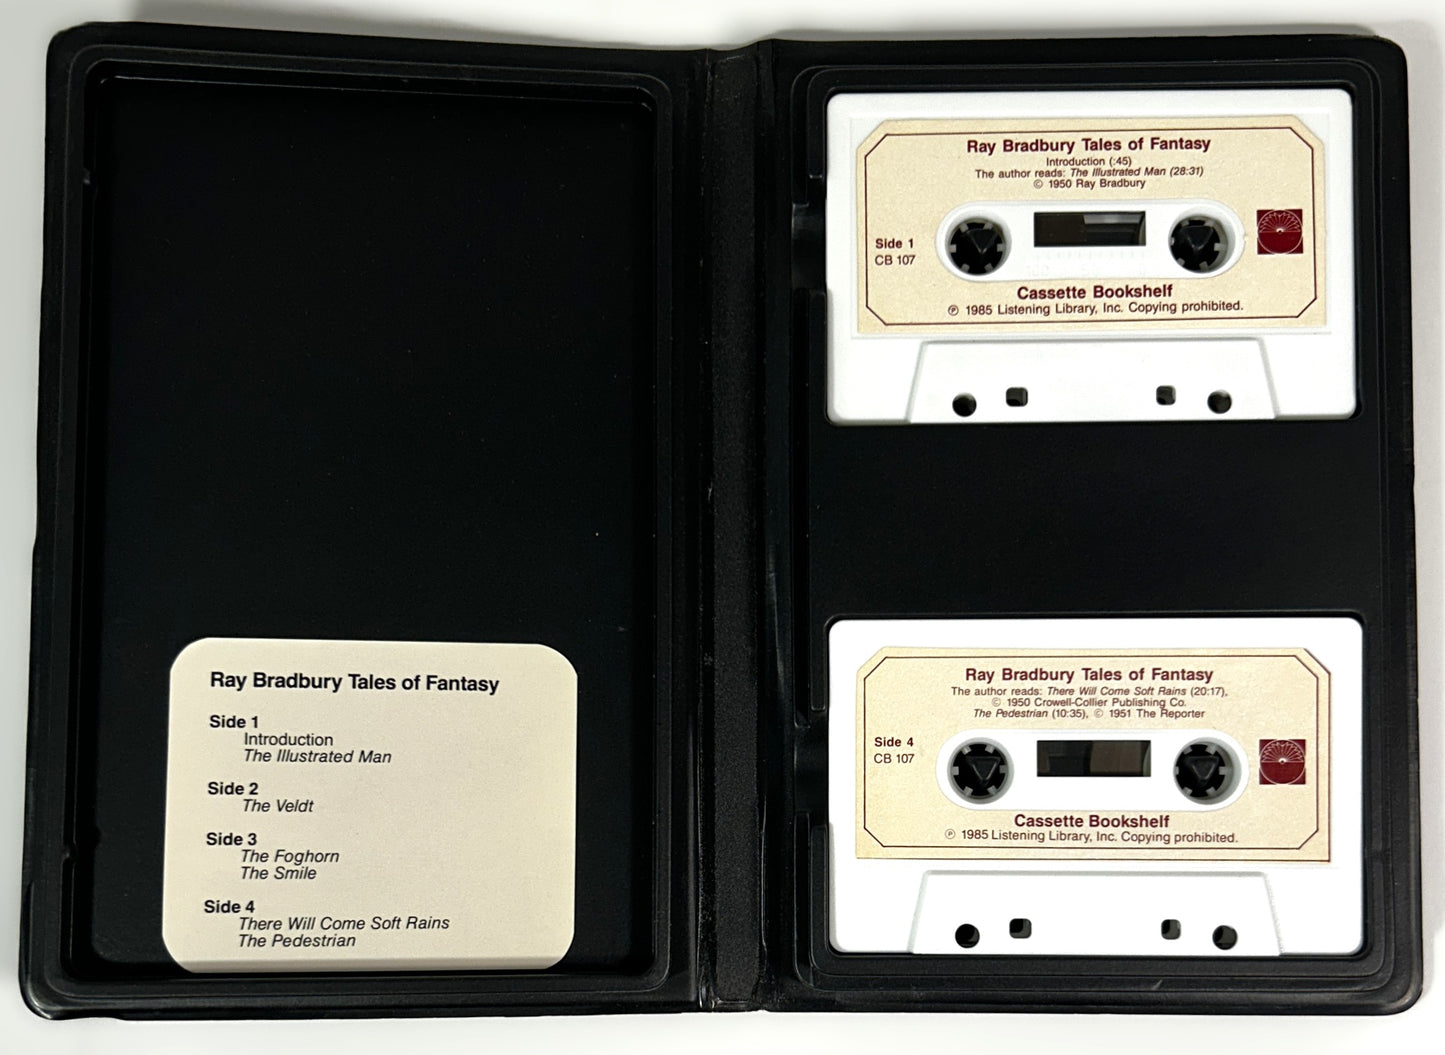 Ray Bradbury Tales of Fantasy
Side 1
Introduction
The Illustrated Man
Side 2
The Veldt
Side 3
The Foghorn
The Smile
Side 4
There Will Come Soft Rains
The Pedestrian
Ray Bradbury Tales of Fantasy
Introduction (:45)
The author reads: The Illustrated Man (28:31)
© 1950 Ray Bradbury
Side 1
CB 107
100 50 0
Cassette Bookshelf
℗ 1985 Listening Library, Inc. Copying prohibited.
Ray Bradbury Tales of Fantasy
The author reads: There Will Come Soft Rains (20:17),
© 1950 Crowell-Collier Publishing Co.
The Pedestrian (10:35), © 1951 The Reporter
Side 4
CB 107
Cassette Bookshelf
℗ 1985 Listening Library, Inc. Copying prohibited.